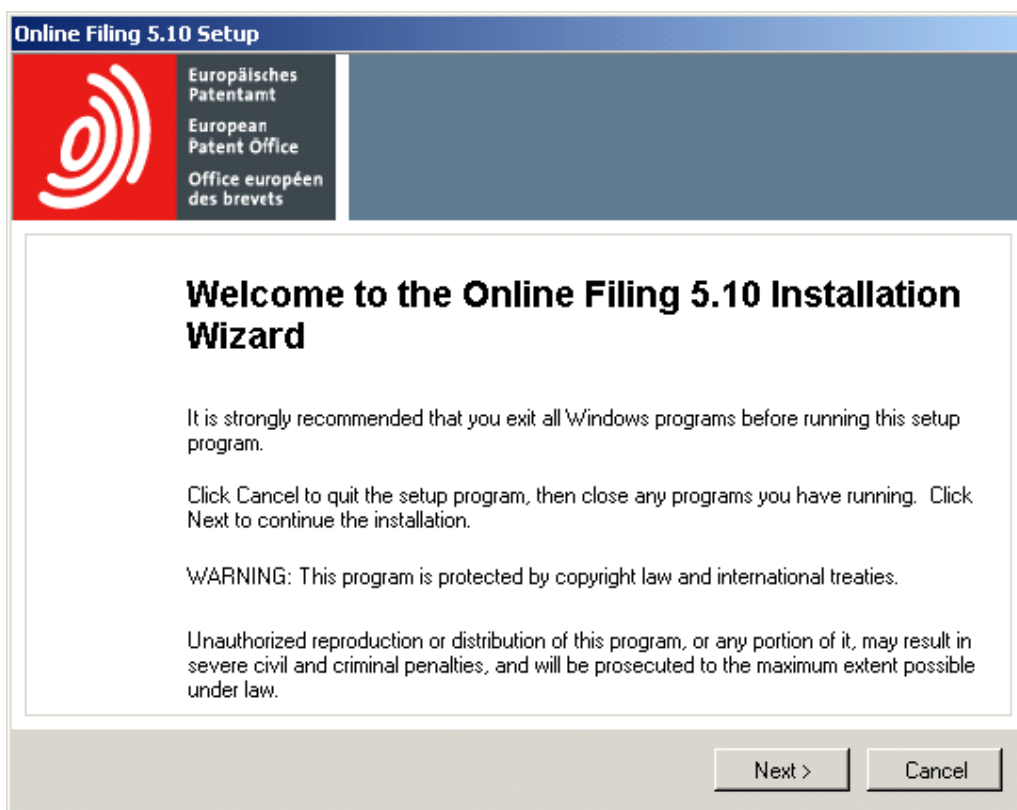 Online Filing 5.10 Setup
Europäisches
Patentamt
European
Patent Office
Office européen
des brevets
Welcome to the Online Filing 5.10 Installation
Wizard
It is strongly recommended that you exit all Windows programs before running this setup
program.
Click Cancel to quit the setup program, then close any programs you have running.  Click
Next to continue the installation.
WARNING: This program is protected by copyright law and international treaties.
Unauthorized reproduction or distribution of this program, or any portion of it, may result in
severe civil and criminal penalties, and will be prosecuted to the maximum extent possible
under law.
Next >
Cancel